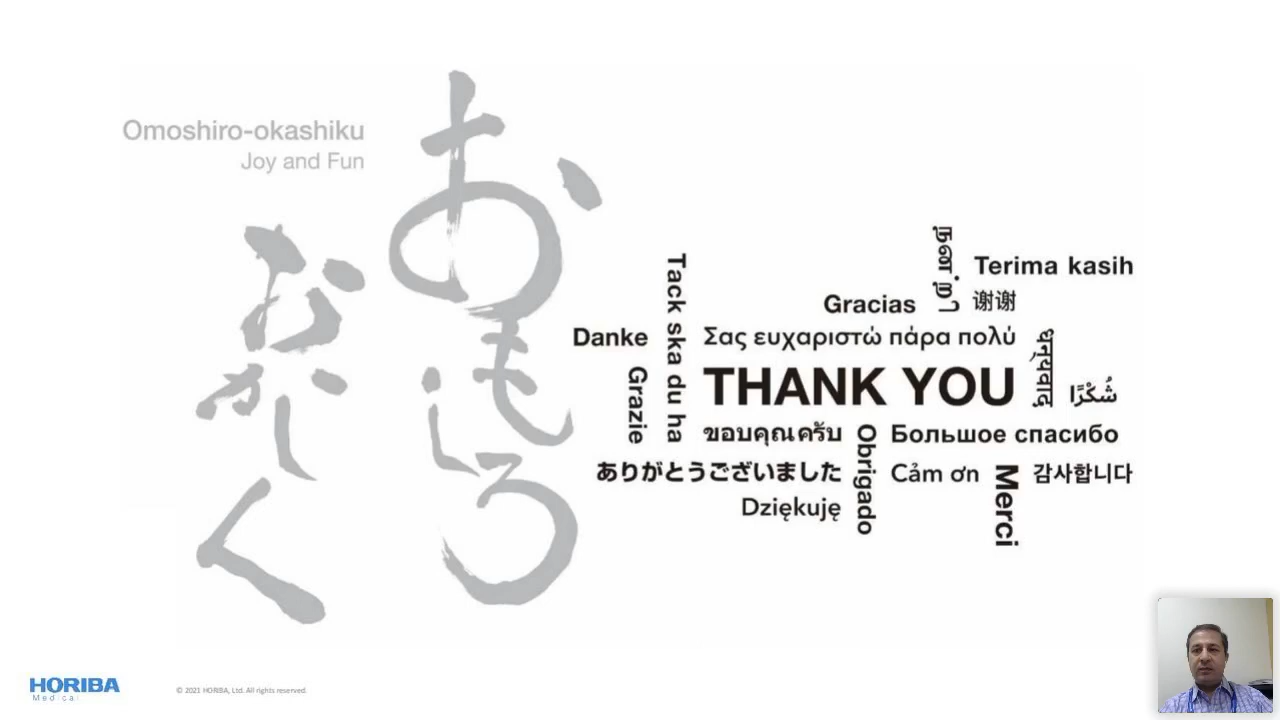 Omoshiro-okashiku
Joy and Fun
おもしろ
おかしく
நன்றி
Terima kasih
Gracias
谢谢
Tack ska du ha
Danke
Σας ευχαριστώ πάρα πολύ
धन्यवाद
Grazie
THANK YOU
شُكْرًا
ขอบคุณครับ
Obrigado
Большое спасибо
ありがとうございました
Cảm ơn
Merci
감사합니다
Dziękuję
HORIBA
Medical
© 2021 HORIBA, Ltd. All rights reserved.